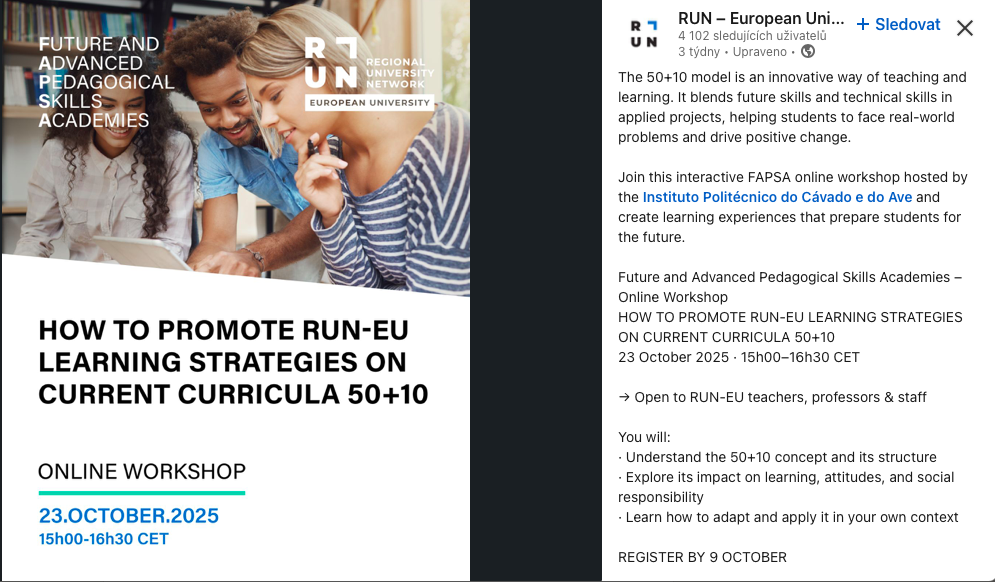 FUTURE AND
ADVANCED
PEDAGOGICAL
SKILLS
ACADEMIES
R
UN
REGIONAL
UNIVERSITY
NETWORK
EUROPEAN UNIVERSITY
HOW TO PROMOTE RUN-EU
LEARNING STRATEGIES ON
CURRENT CURRICULA 50+10
ONLINE WORKSHOP
23.OCTOBER.2025
15h00-16h30 CET
R
UN
RUN – European Uni...
+ Sledovat
4 102 sledujících uživatelů
3 týdny • Upraveno •
The 50+10 model is an innovative way of teaching and
learning. It blends future skills and technical skills in
applied projects, helping students to face real-world
problems and drive positive change.
Join this interactive FAPSA online workshop hosted by
the Instituto Politécnico do Cávado e do Ave and
create learning experiences that prepare students for
the future.
Future and Advanced Pedagogical Skills Academies –
Online Workshop
HOW TO PROMOTE RUN-EU LEARNING STRATEGIES
ON CURRENT CURRICULA 50+10
23 October 2025 · 15h00–16h30 CET
→ Open to RUN-EU teachers, professors & staff
You will:
· Understand the 50+10 concept and its structure
· Explore its impact on learning, attitudes, and social
responsibility
· Learn how to adapt and apply it in your own context
REGISTER BY 9 OCTOBER